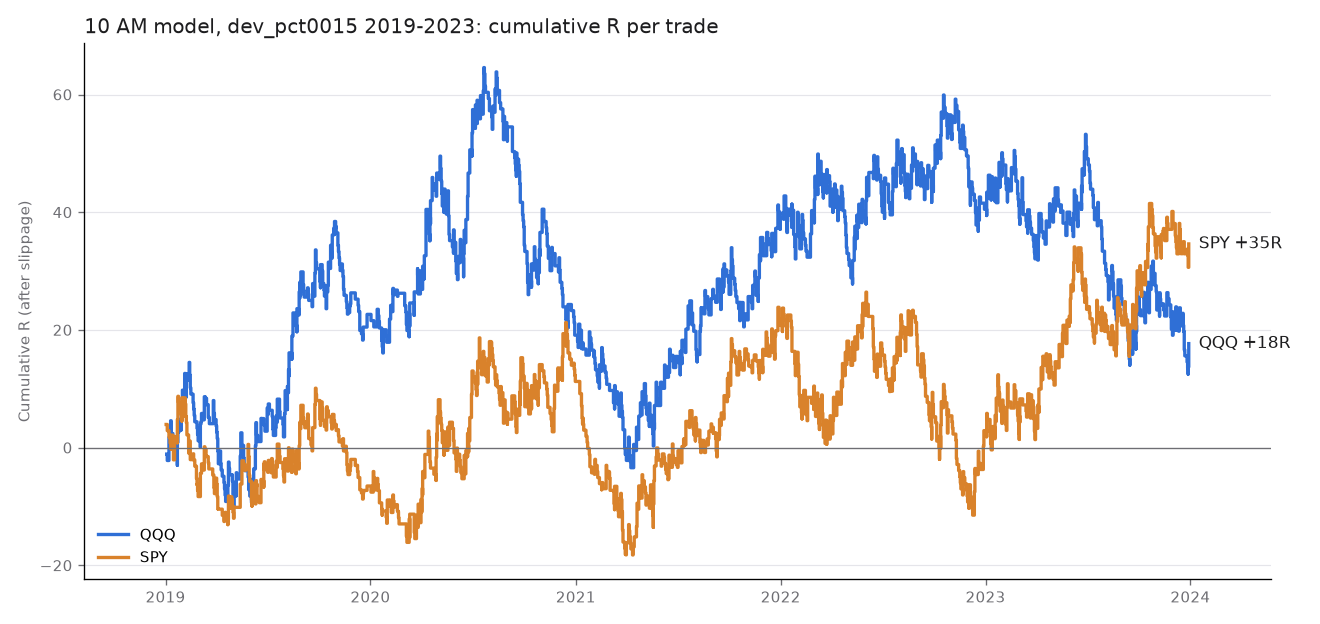 10 AM model, dev_pct0015 2019-2023: cumulative R per trade
Cumulative R (after slippage)
60
40
20
0
−20
SPY +35R
QQQ +18R
QQQ
SPY
2019 2020 2021 2022 2023 2024